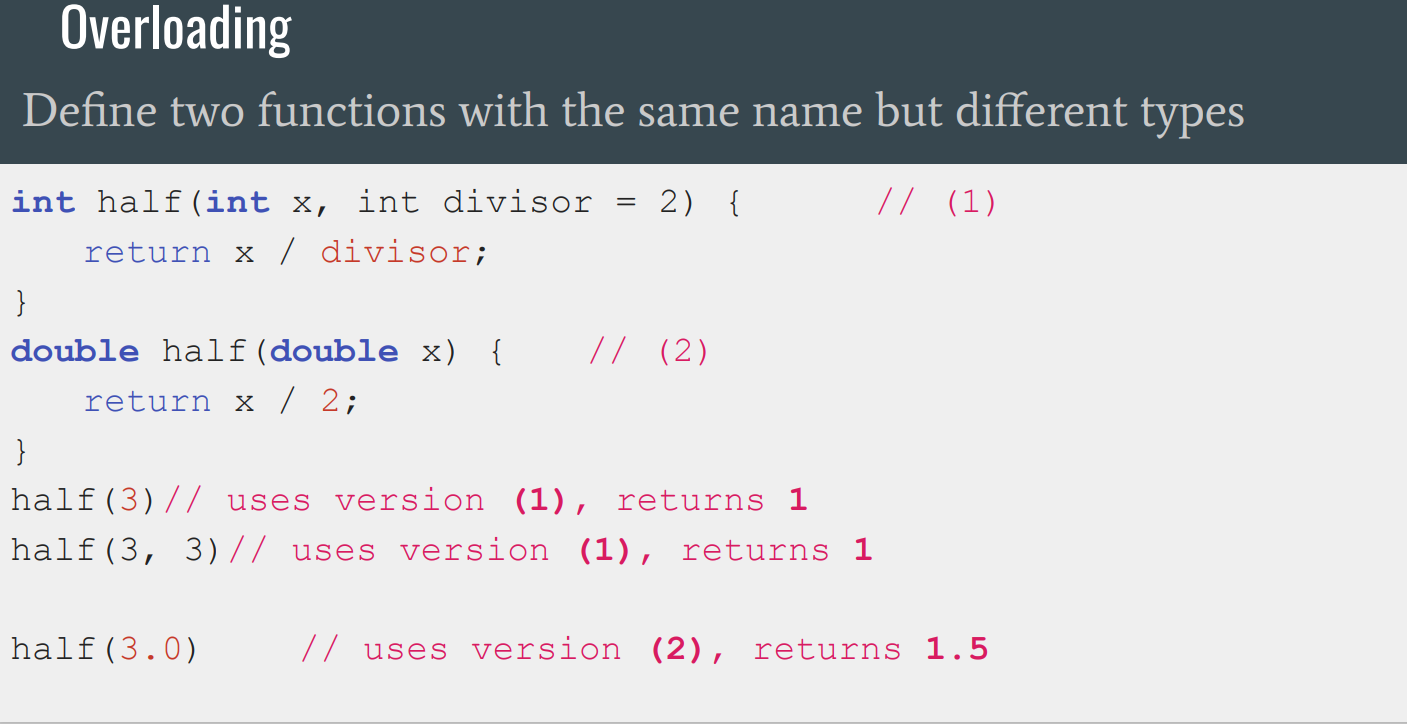 Overloading
Define two functions with the same name but different types
int half(int x, int divisor = 2) { // (1)
return x / divisor;
}
double half(double x) { // (2)
return x / 2;
}
half(3)// uses version (1), returns 1
half(3, 3)// uses version (1), returns 1
half(3.0) // uses version (2), returns 1.5